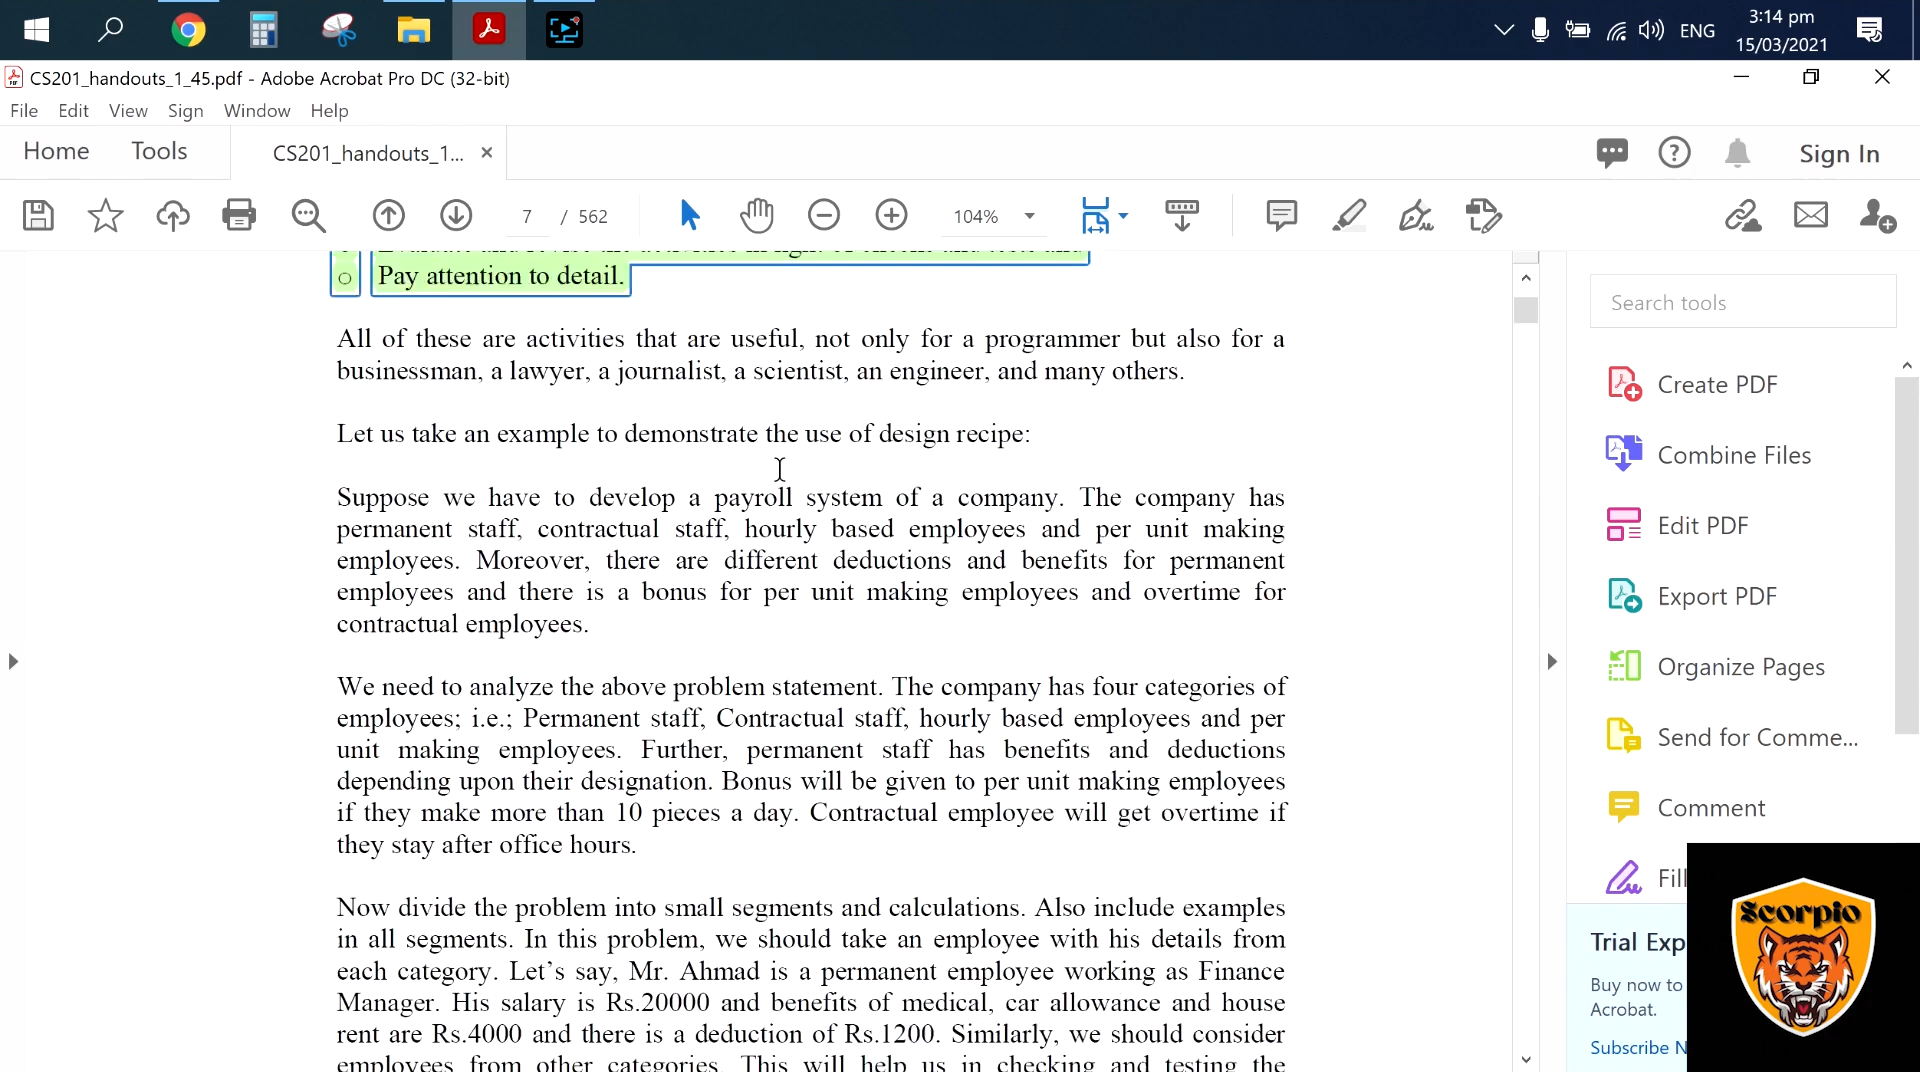 3:14 pm
ENG
15/03/2021
CS201_handouts_1_45.pdf - Adobe Acrobat Pro DC (32-bit)
File Edit View Sign Window Help
Home Tools CS201_handouts_1... Sign In
7 / 562 104%
Pay attention to detail.
All of these are activities that are useful, not only for a programmer but also for a
businessman, a lawyer, a journalist, a scientist, an engineer, and many others.
Let us take an example to demonstrate the use of design recipe:
Suppose we have to develop a payroll system of a company. The company has
permanent staff, contractual staff, hourly based employees and per unit making
employees. Moreover, there are different deductions and benefits for permanent
employees and there is a bonus for per unit making employees and overtime for
contractual employees.
We need to analyze the above problem statement. The company has four categories of
employees; i.e.; Permanent staff, Contractual staff, hourly based employees and per
unit making employees. Further, permanent staff has benefits and deductions
depending upon their designation. Bonus will be given to per unit making employees
if they make more than 10 pieces a day. Contractual employee will get overtime if
they stay after office hours.
Now divide the problem into small segments and calculations. Also include examples
in all segments. In this problem, we should take an employee with his details from
each category. Let’s say, Mr. Ahmad is a permanent employee working as Finance
Manager. His salary is Rs.20000 and benefits of medical, car allowance and house
rent are Rs.4000 and there is a deduction of Rs.1200. Similarly, we should consider
employees from other categories. This will help us in checking and testing the
Search tools
Create PDF
Combine Files
Edit PDF
Export PDF
Organize Pages
Send for Comme...
Comment
Fill
Trial Exp
Buy now to
Acrobat.
Subscribe N
Scorpio